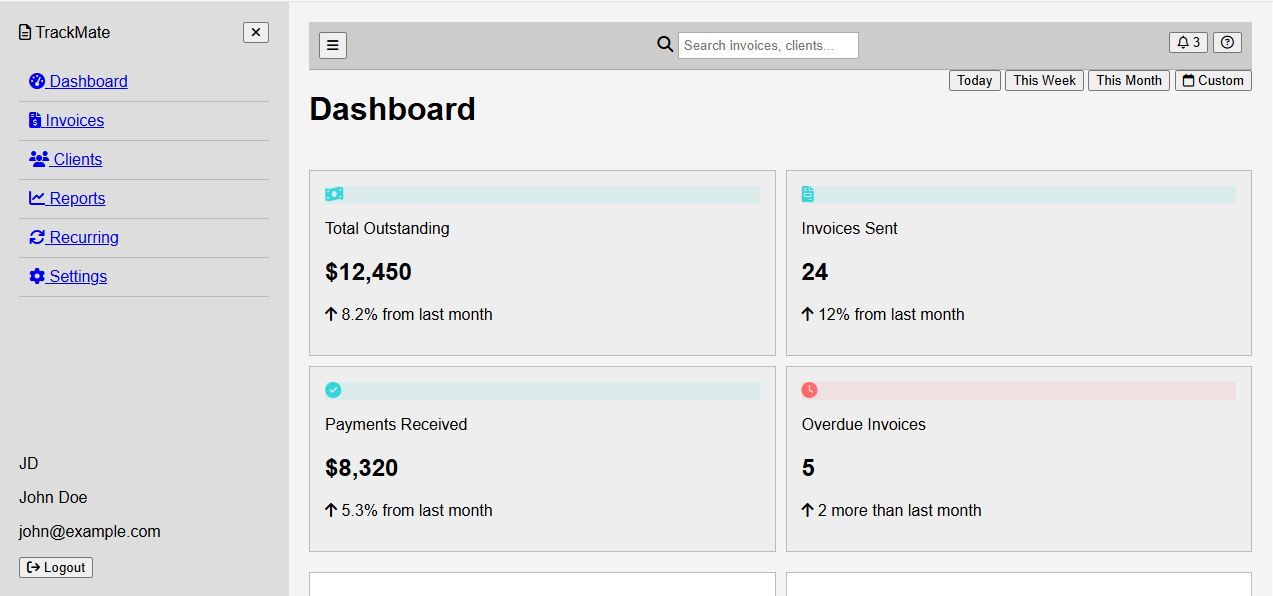 TrackMate
Dashboard
Invoices
Clients
Reports
Recurring
Settings
JD
John Doe
john@example.com
Logout
Search invoices, clients...
3
Today
This Week
This Month
Custom
Dashboard
Total Outstanding
$12,450
8.2% from last month
Invoices Sent
24
12% from last month
Payments Received
$8,320
5.3% from last month
Overdue Invoices
5
2 more than last month